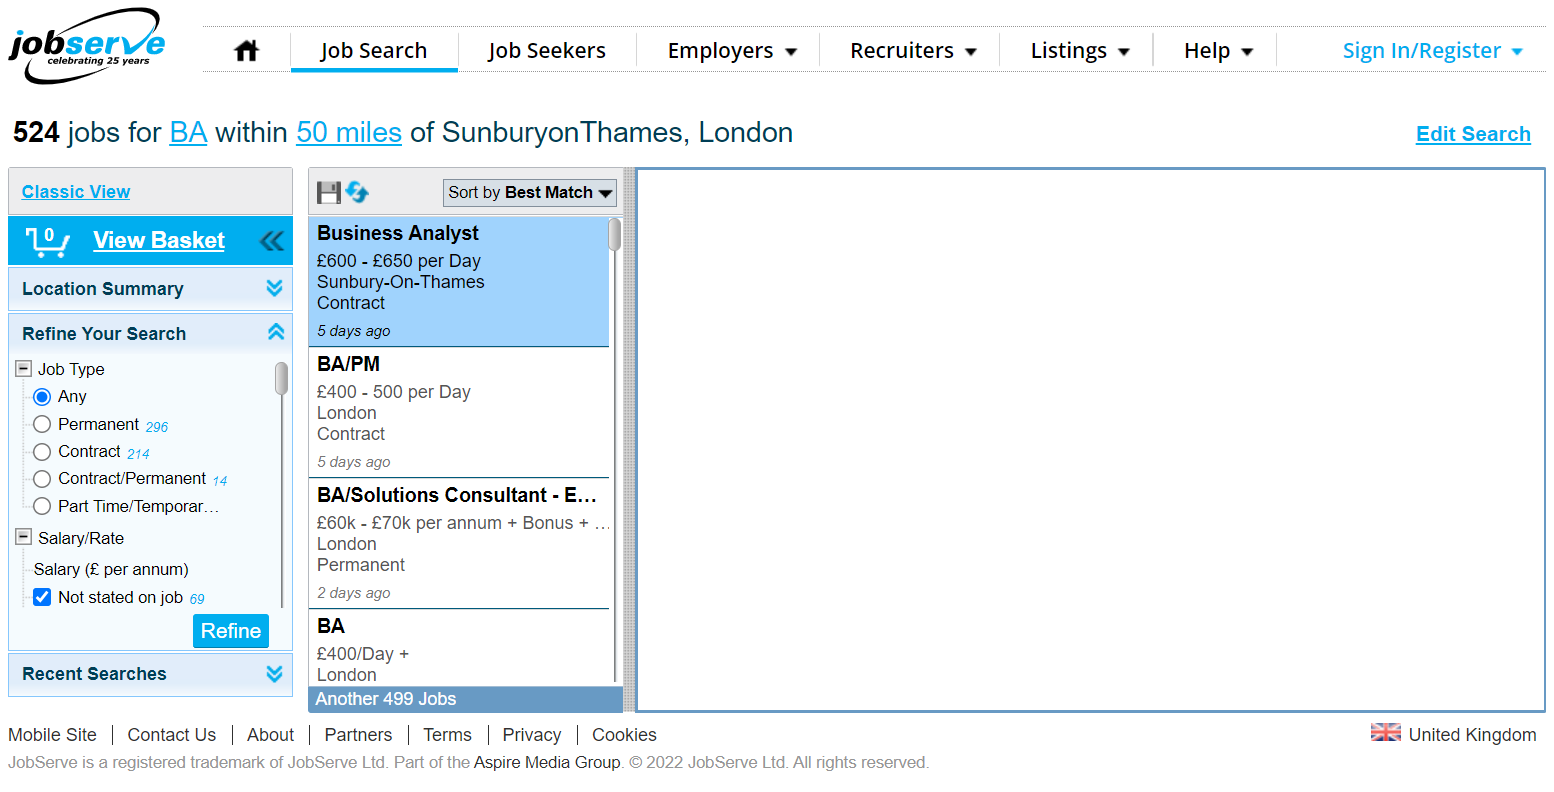 jobserve
celebrating 25 years
Job Search
Job Seekers
Employers
Recruiters
Listings
Help
Sign In/Register
524 jobs for BA within 50 miles of SunburyonThames, London
Edit Search
Classic View
0
View Basket
Location Summary
Refine Your Search
Job Type
Any
Permanent 296
Contract 214
Contract/Permanent 14
Part Time/Temporar...
Salary/Rate
Salary (£ per annum)
Not stated on job 69
Refine
Recent Searches
Sort by Best Match
Business Analyst
£600 - £650 per Day
Sunbury-On-Thames
Contract
5 days ago
BA/PM
£400 - 500 per Day
London
Contract
5 days ago
BA/Solutions Consultant - E...
£60k - £70k per annum + Bonus + ...
London
Permanent
2 days ago
BA
£400/Day +
London
Another 499 Jobs
Mobile Site
Contact Us
About
Partners
Terms
Privacy
Cookies
United Kingdom
JobServe is a registered trademark of JobServe Ltd. Part of the Aspire Media Group. © 2022 JobServe Ltd. All rights reserved.